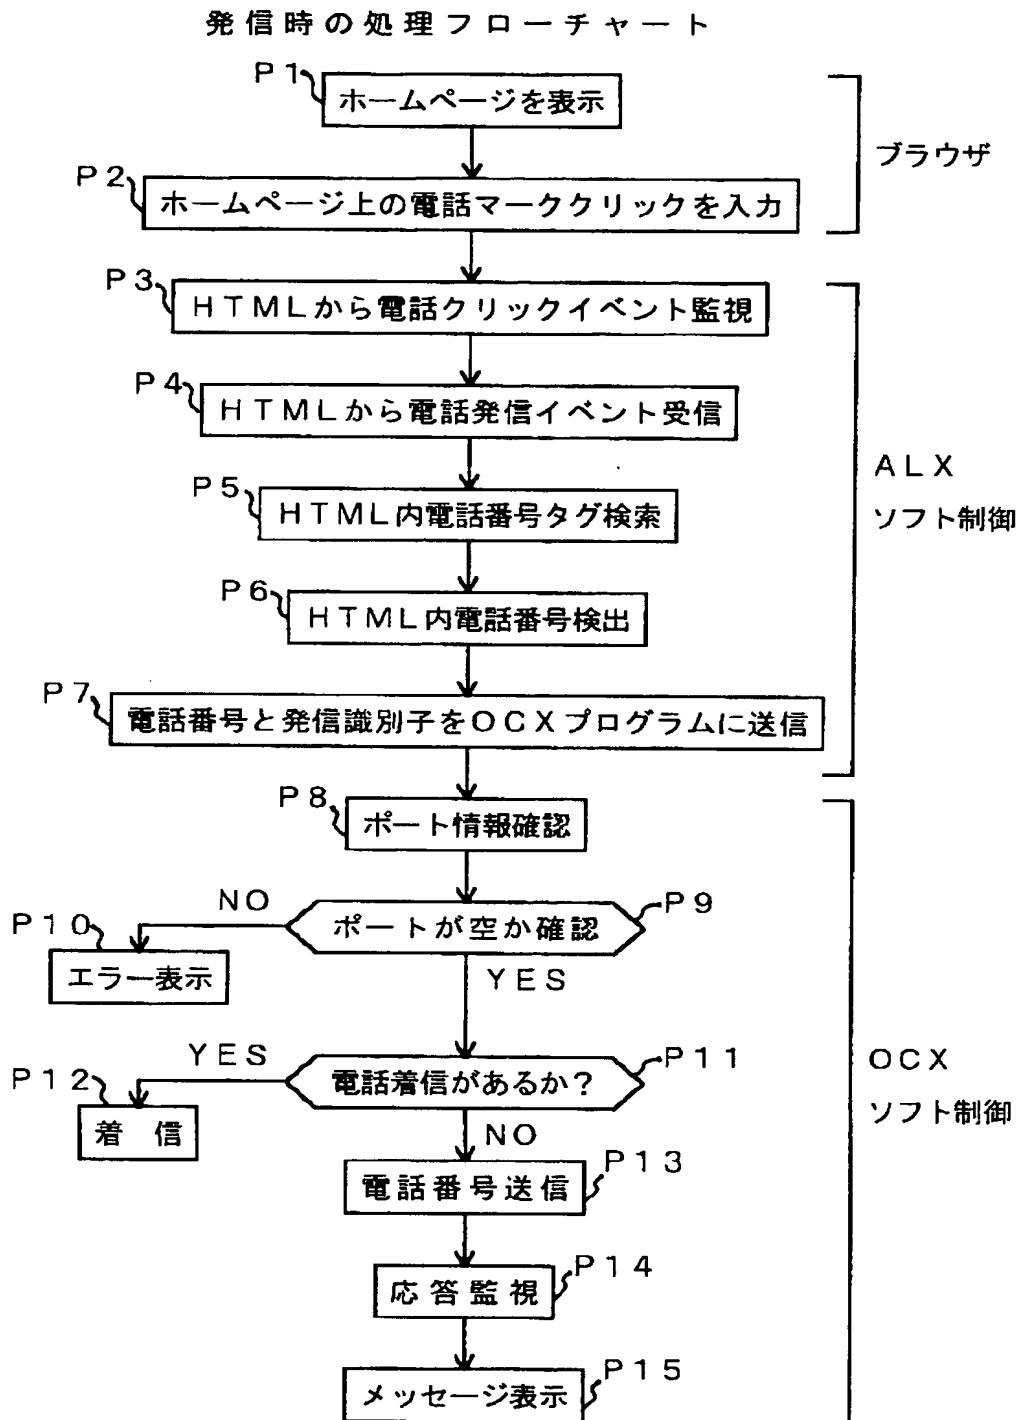 発信時の処理フローチャート
P1
ホームページを表示
ブラウザ
P2
ホームページ上の電話マーククリックを入力
P3
HTMLから電話クリックイベント監視
P4
HTMLから電話発信イベント受信
ALX
ソフト制御
P5
HTML内電話番号タグ検索
P6
HTML内電話番号検出
P7
電話番号と発信識別子をOCXプログラムに送信
P8
ポート情報確認
P9
ポートが空か確認
NO
P10
エラー表示
YES
P11
電話着信があるか?
YES
P12
着信
OCX
ソフト制御
NO
P13
電話番号送信
P14
応答監視
P15
メッセージ表示